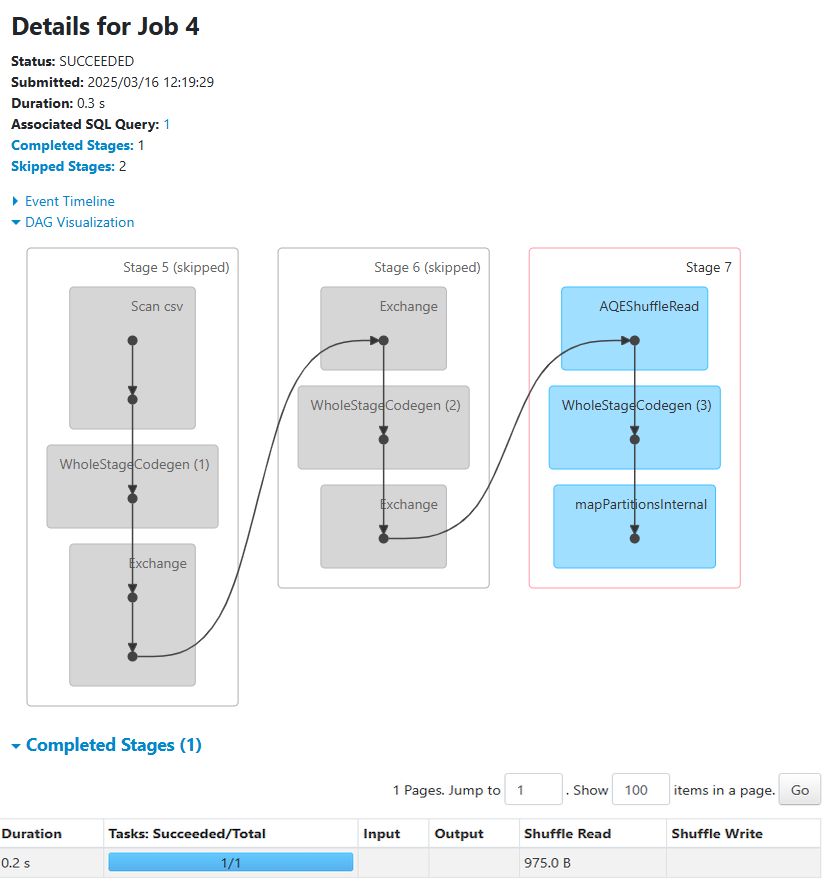 Details for Job 4
Status: SUCCEEDED
Submitted: 2025/03/16 12:19:29
Duration: 0.3 s
Associated SQL Query: 1
Completed Stages: 1
Skipped Stages: 2
Event Timeline
DAG Visualization
Stage 5 (skipped)
Scan csv
WholeStageCodegen (1)
Exchange
Stage 6 (skipped)
Exchange
WholeStageCodegen (2)
Exchange
Stage 7
AQEShuffleRead
WholeStageCodegen (3)
mapPartitionsInternal
Completed Stages (1)
1 Pages. Jump to 1 . Show 100 items in a page. Go
Duration Tasks: Succeeded/Total Input Output Shuffle Read Shuffle Write
0.2 s 1/1 975.0 B